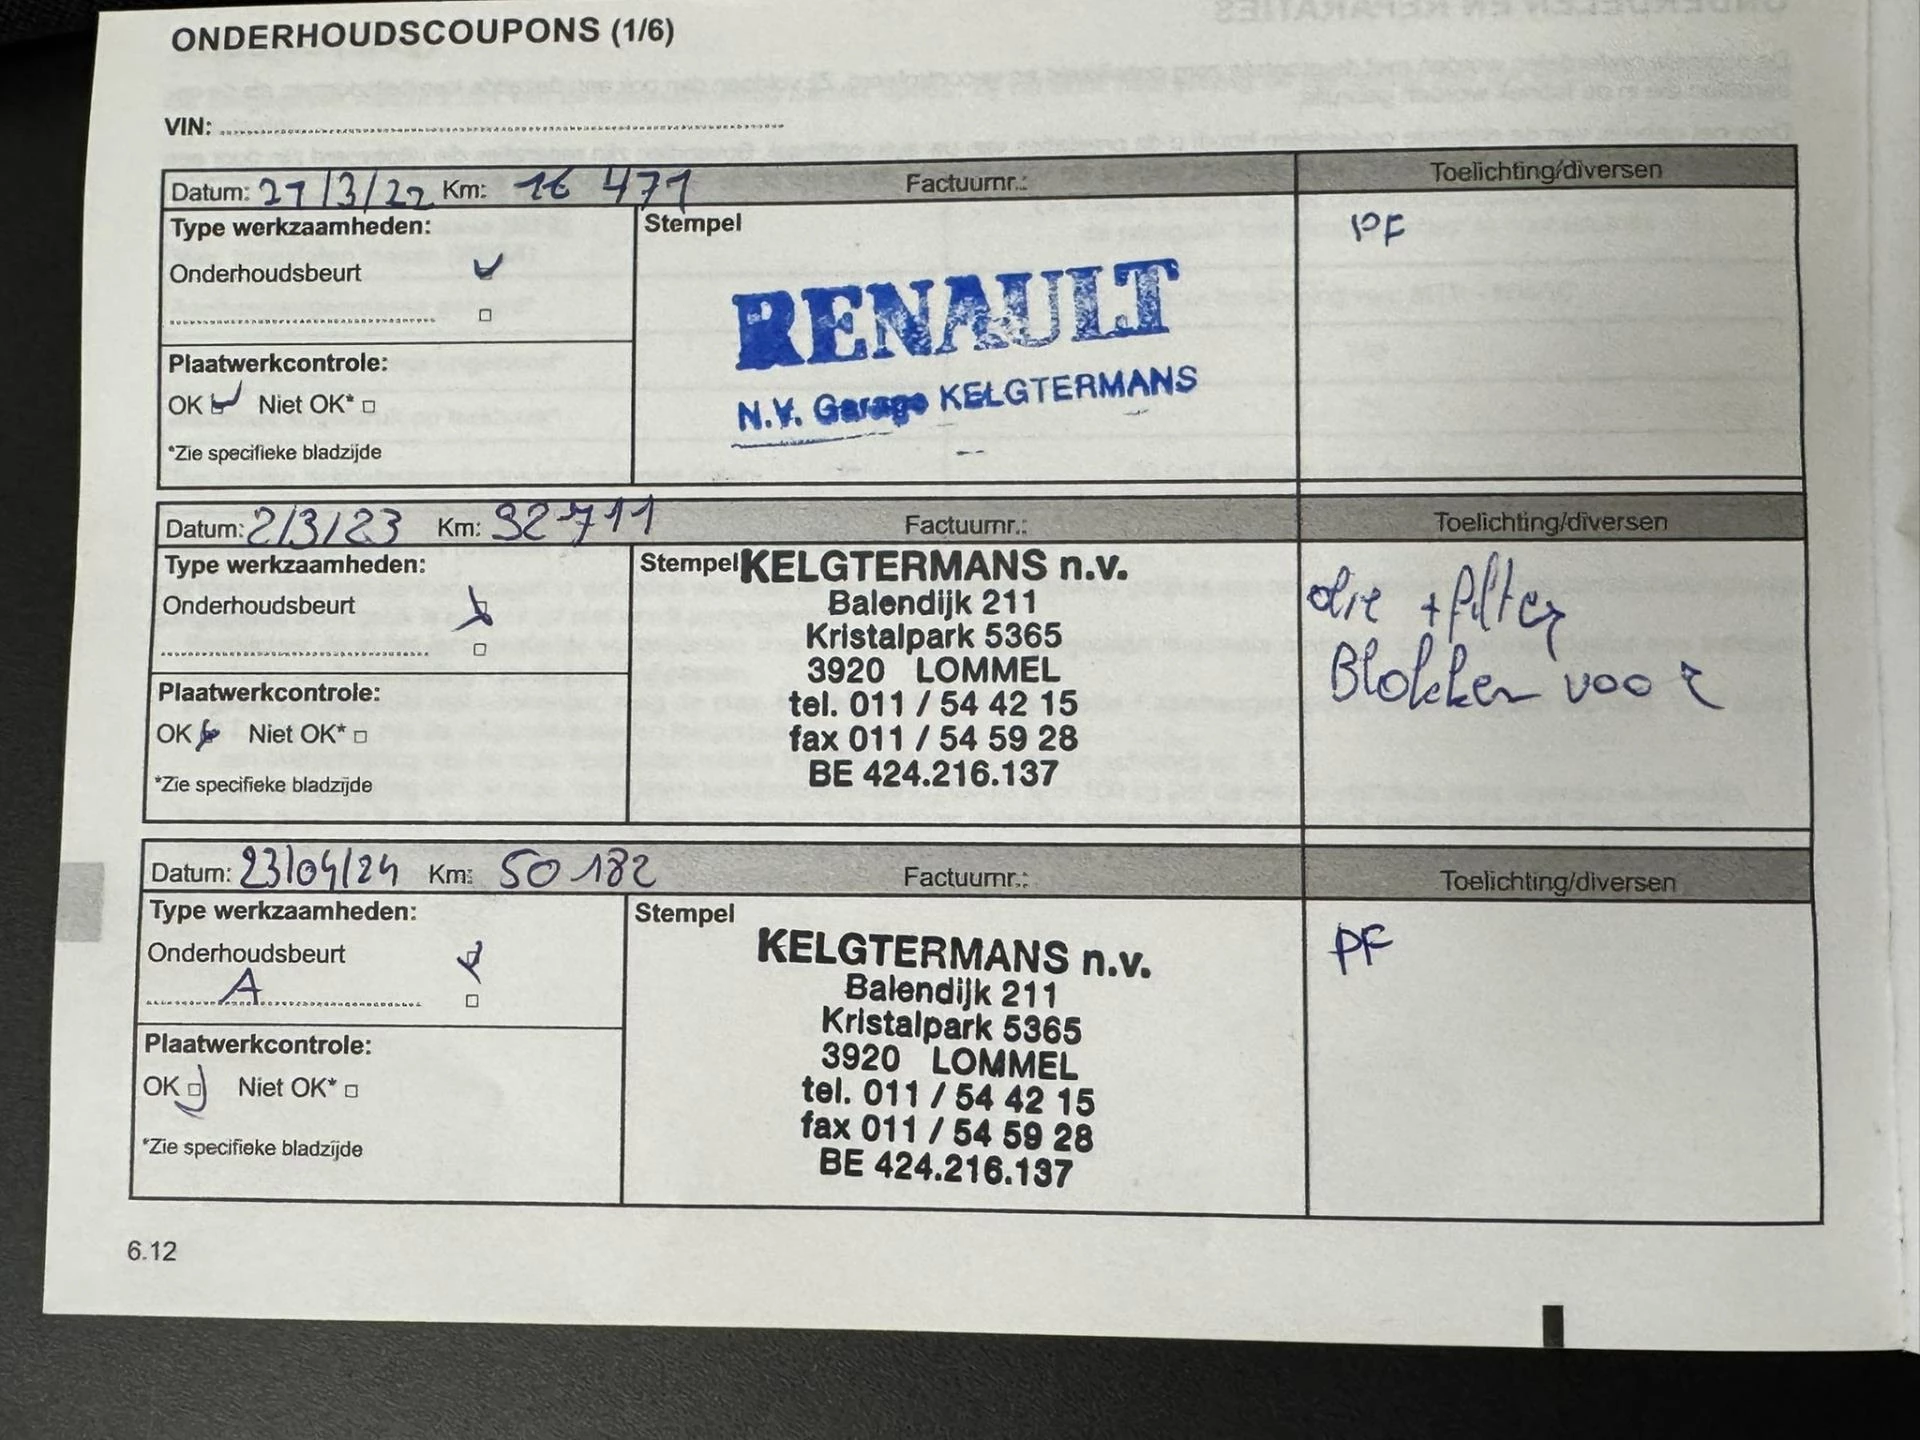 ONDERHOUDSCOUPONS (1/6)
VIN:
Datum: 21/3/22 Km: 16 471 Factuurnr.: Toelichting/diversen
Type werkzaamheden: Stempel PF
Onderhoudsbeurt
RENAULT
Plaatwerkcontrole:
N.V. Garage KELGTERMANS
OK Niet OK*
*Zie specifieke bladzijde
Datum: 2/3/23 Km: 32711 Factuurnr.: Toelichting/diversen
Type werkzaamheden: Stempel KELGTERMANS n.v.
Onderhoudsbeurt Balendijk 211 olie + filter
Kristalpark 5365
3920 LOMMEL Blokken voor
Plaatwerkcontrole: tel. 011 / 54 42 15
OK Niet OK* fax 011 / 54 59 28
*Zie specifieke bladzijde BE 424.216.137
Datum: 23/04/24 Km: 50 182 Factuurnr.: Toelichting/diversen
Type werkzaamheden: Stempel PF
Onderhoudsbeurt KELGTERMANS n.v.
A Balendijk 211
Kristalpark 5365
Plaatwerkcontrole: 3920 LOMMEL
OK Niet OK* tel. 011 / 54 42 15
fax 011 / 54 59 28
*Zie specifieke bladzijde BE 424.216.137
6.12